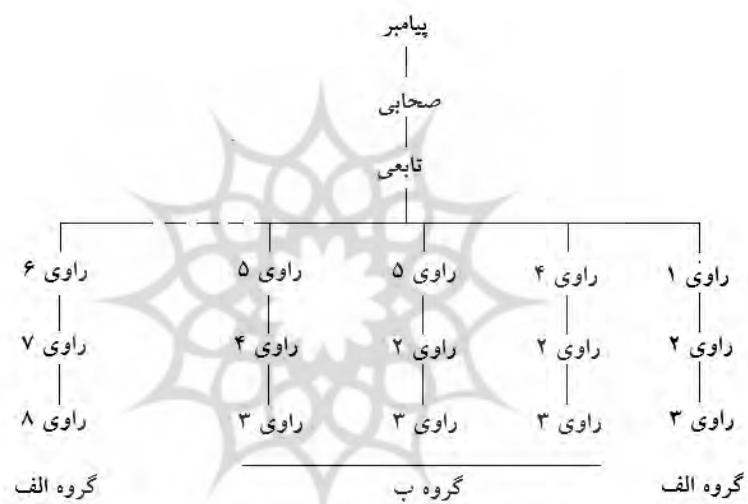 پیامبر
صحابی
تابعی
راوی ۱ راوی ۴ راوی ۵ راوی ۵ راوی ۶
راوی ۲ راوی ۲ راوی ۲ راوی ۴ راوی ۷
راوی ۳ راوی ۳ راوی ۳ راوی ۳ راوی ۸
گروه الف گروه ب گروه الف